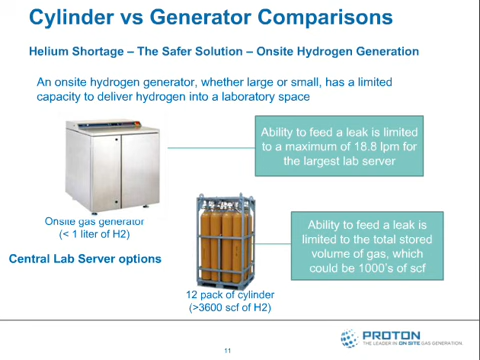 Cylinder vs Generator Comparisons
Helium Shortage – The Safer Solution – Onsite Hydrogen Generation
An onsite hydrogen generator, whether large or small, has a limited
capacity to deliver hydrogen into a laboratory space
Ability to feed a leak is limited
to a maximum of 18.8 lpm for
the largest lab server
Onsite gas generator
(< 1 liter of H2)
Central Lab Server options
Ability to feed a leak is
limited to the total stored
volume of gas, which
could be 1000's of scf
12 pack of cylinder
(>3600 scf of H2)
PROTON
THE LEADER IN ON SITE GAS GENERATION.
11